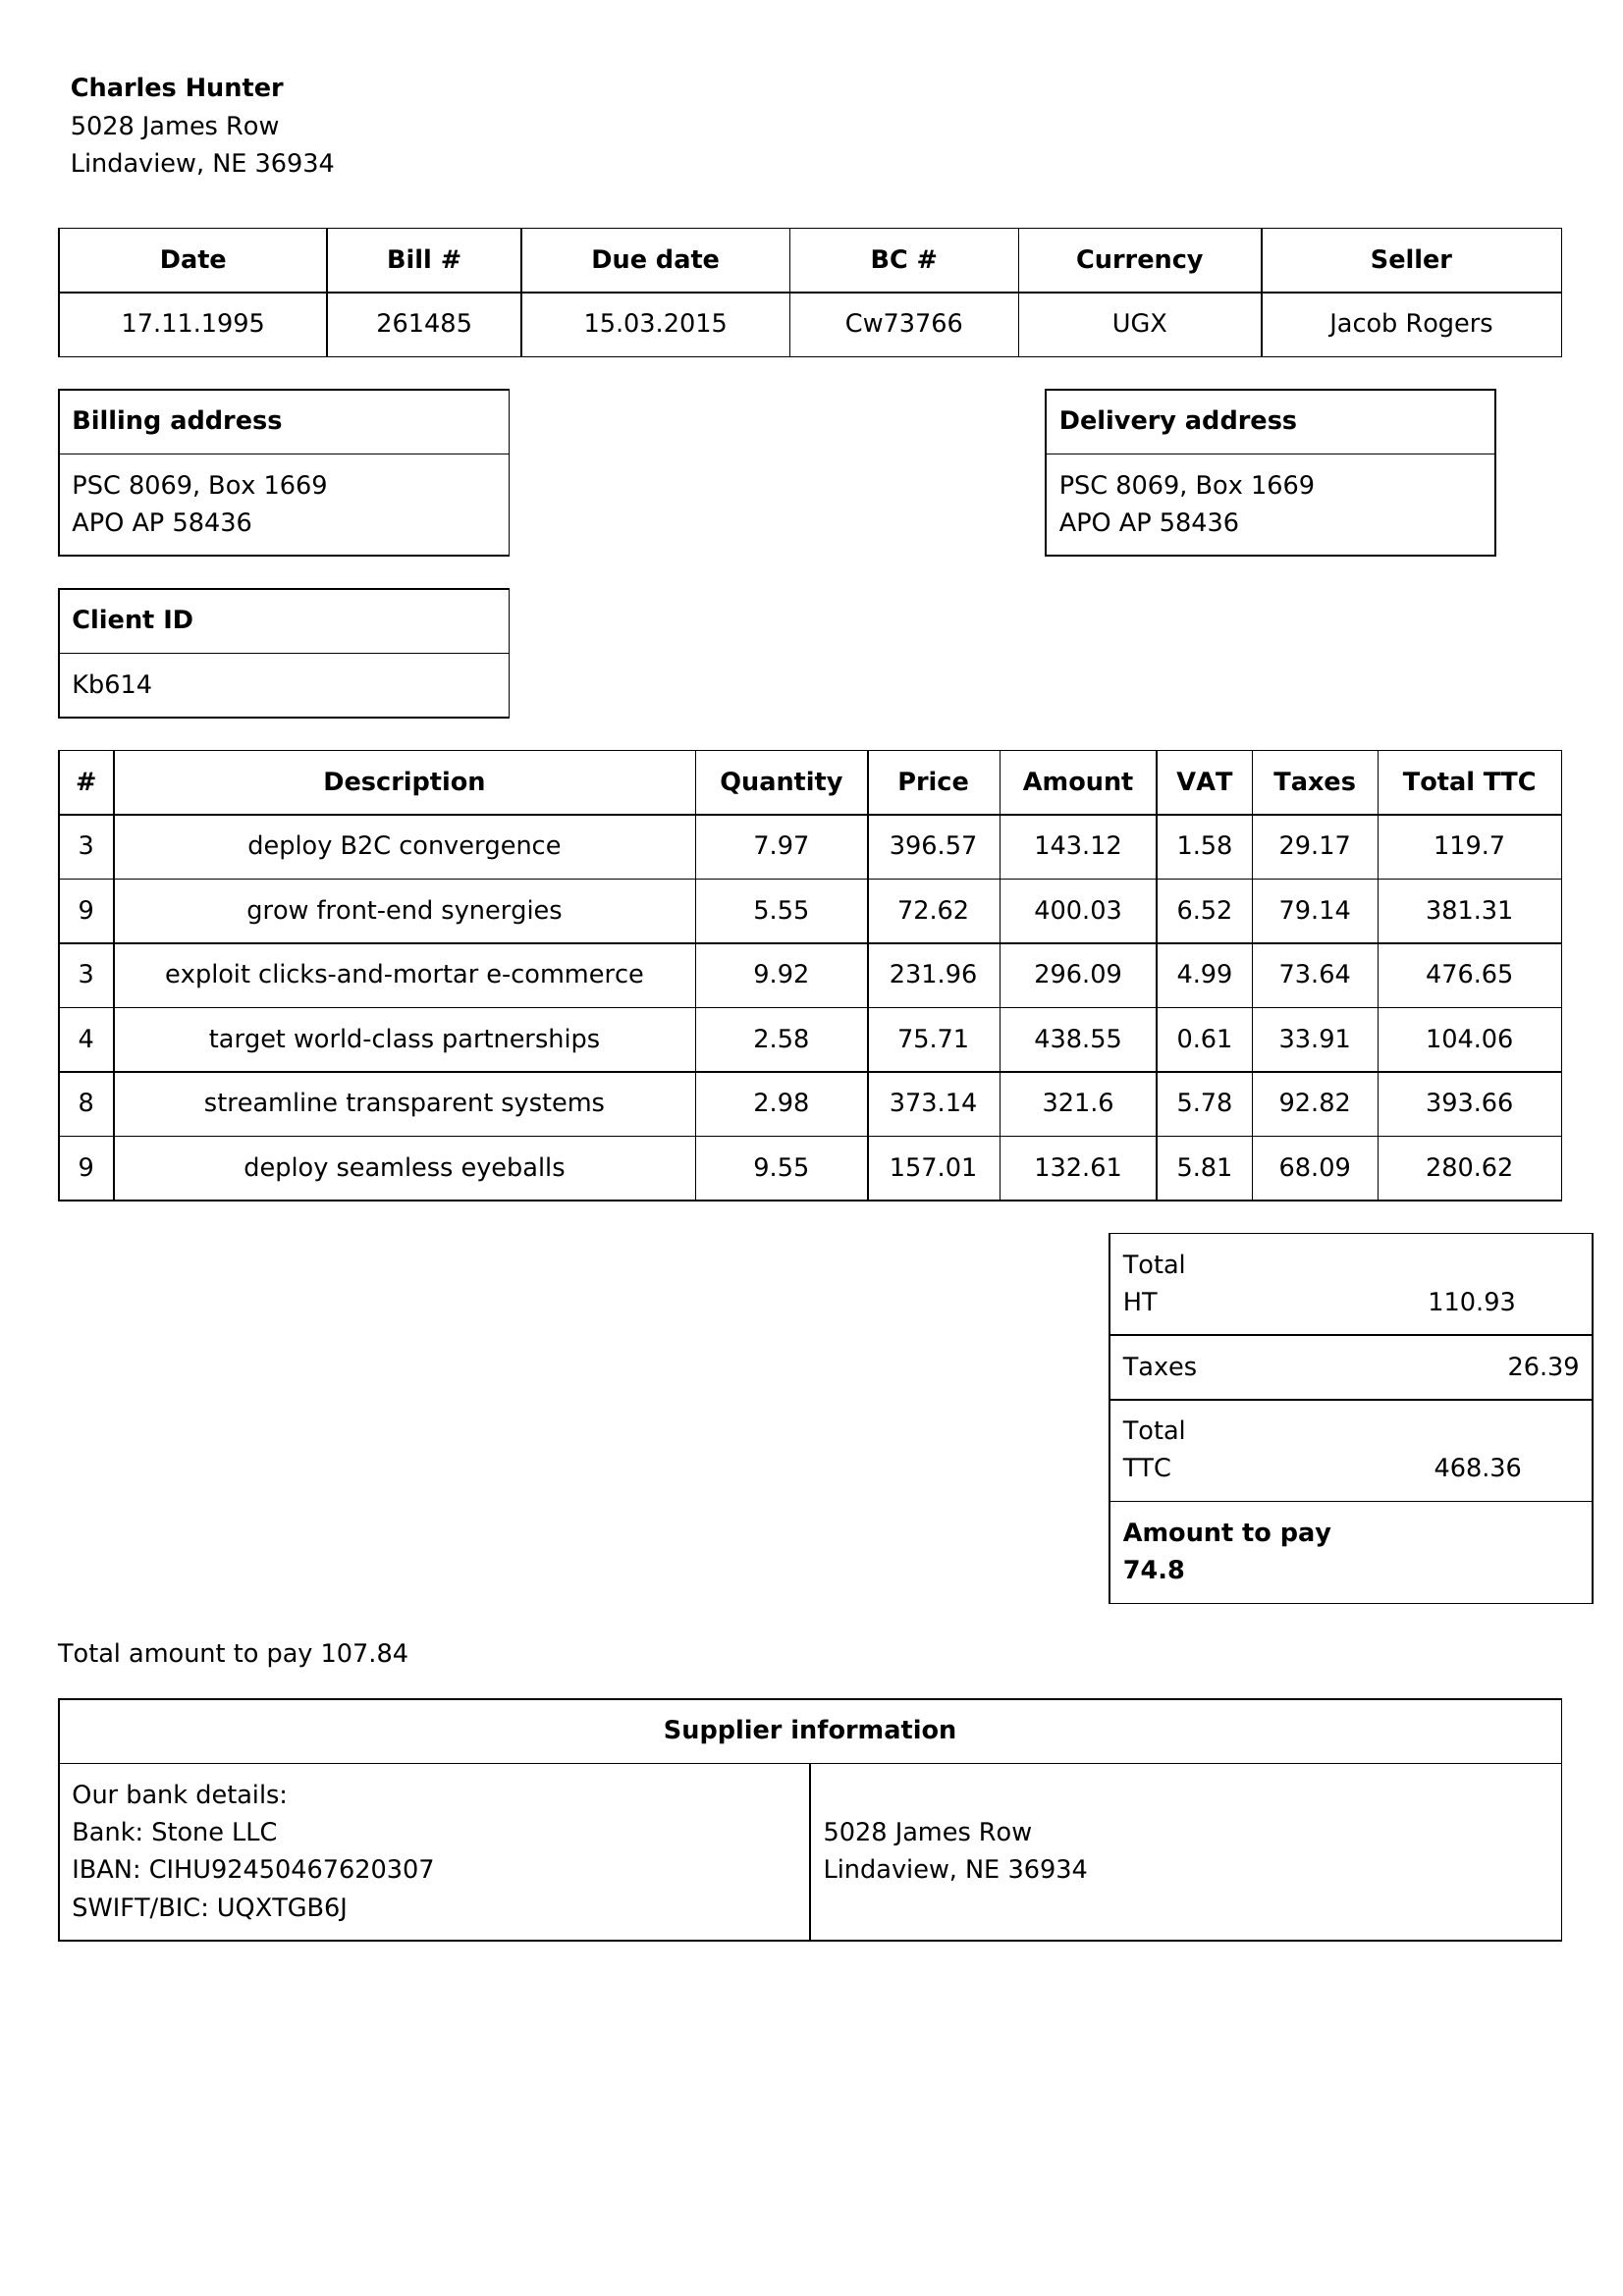 Charles Hunter
5028 James Row
Lindaview, NE 36934
Date Bill # Due date BC # Currency Seller
17.11.1995 261485 15.03.2015 Cw73766 UGX Jacob Rogers
Billing address
PSC 8069, Box 1669
APO AP 58436
Delivery address
PSC 8069, Box 1669
APO AP 58436
Client ID
Kb614
# Description Quantity Price Amount VAT Taxes Total TTC
3 deploy B2C convergence 7.97 396.57 143.12 1.58 29.17 119.7
9 grow front-end synergies 5.55 72.62 400.03 6.52 79.14 381.31
3 exploit clicks-and-mortar e-commerce 9.92 231.96 296.09 4.99 73.64 476.65
4 target world-class partnerships 2.58 75.71 438.55 0.61 33.91 104.06
8 streamline transparent systems 2.98 373.14 321.6 5.78 92.82 393.66
9 deploy seamless eyeballs 9.55 157.01 132.61 5.81 68.09 280.62
Total
HT 110.93
Taxes 26.39
Total
TTC 468.36
Amount to pay
74.8
Total amount to pay 107.84
Supplier information
Our bank details:
Bank: Stone LLC
IBAN: CIHU92450467620307
SWIFT/BIC: UQXTGB6J
5028 James Row
Lindaview, NE 36934